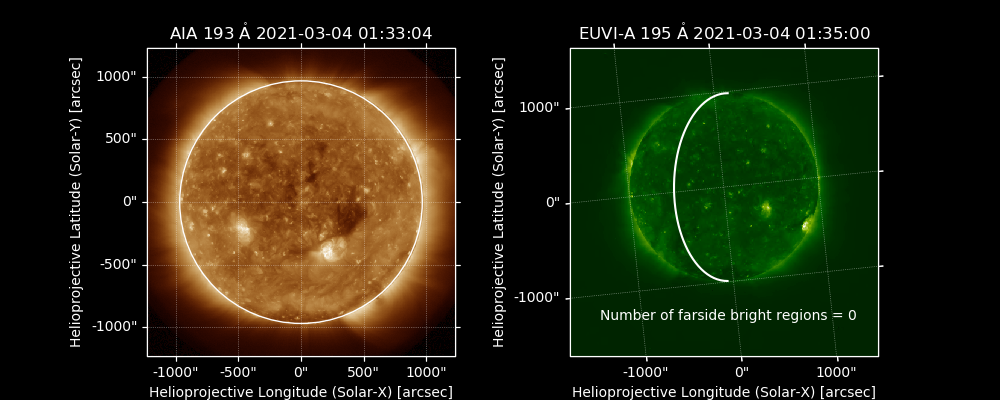 AIA 193 Å 2021-03-04 01:33:04
Helioprojective Latitude (Solar-Y) [arcsec]
1000"
500"
0"
-500"
-1000"
-1000" -500" 0" 500" 1000"
Helioprojective Longitude (Solar-X) [arcsec]
EUVI-A 195 Å 2021-03-04 01:35:00
Helioprojective Latitude (Solar-Y) [arcsec]
1000"
0"
-1000"
Number of farside bright regions = 0
-1000" 0" 1000"
Helioprojective Longitude (Solar-X) [arcsec]